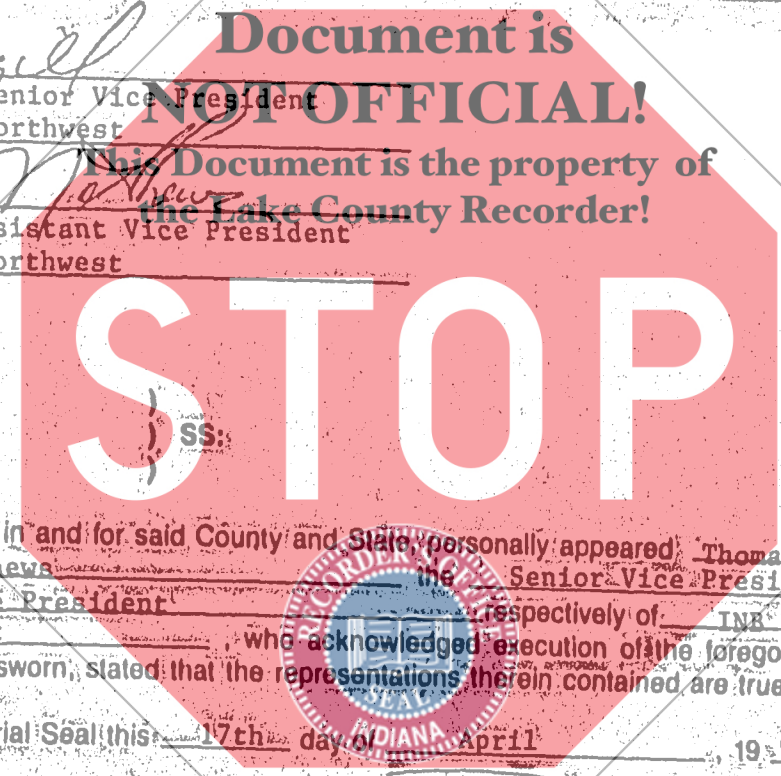 Document is
NOT OFFICIAL!
This Document is the property of
the Lake County Recorder!
enior Vice President
orthwest
sistant Vice President
orthwest
STOP
) SS:
in and for said County and State, personally appeared Thoma
ews the Senior Vice Presi
e President respectively of INB
, who acknowledged execution of the forego
sworn, stated that the representations therein contained are true
rial Seal this 17th day of April , 19
RECORDER'S OFFICE
SEAL
INDIANA